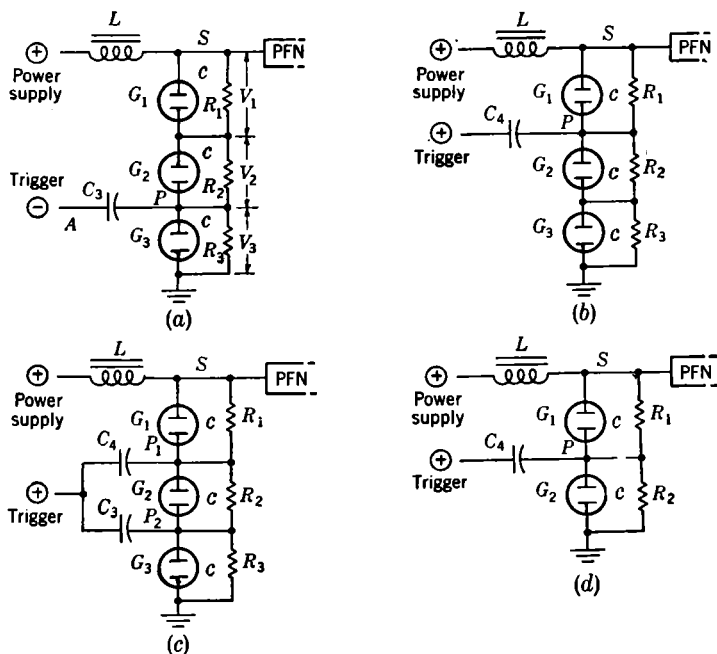 L
S
PFN
+
Power
supply
G1
c
R1
V1
Trigger
G2
c
R2
V2
C3
P
−
A
G3
c
R3
V3
(a)
L
S
PFN
+
Power
supply
G1
c
R1
C4
P
+
Trigger
G2
c
R2
G3
c
R3
(b)
L
S
PFN
+
Power
supply
G1
c
R1
C4
P1
+
Trigger
G2
c
R2
C3
P2
G3
c
R3
(c)
L
S
PFN
+
Power
supply
G1
c
R1
C4
P
+
Trigger
G2
c
R2
(d)